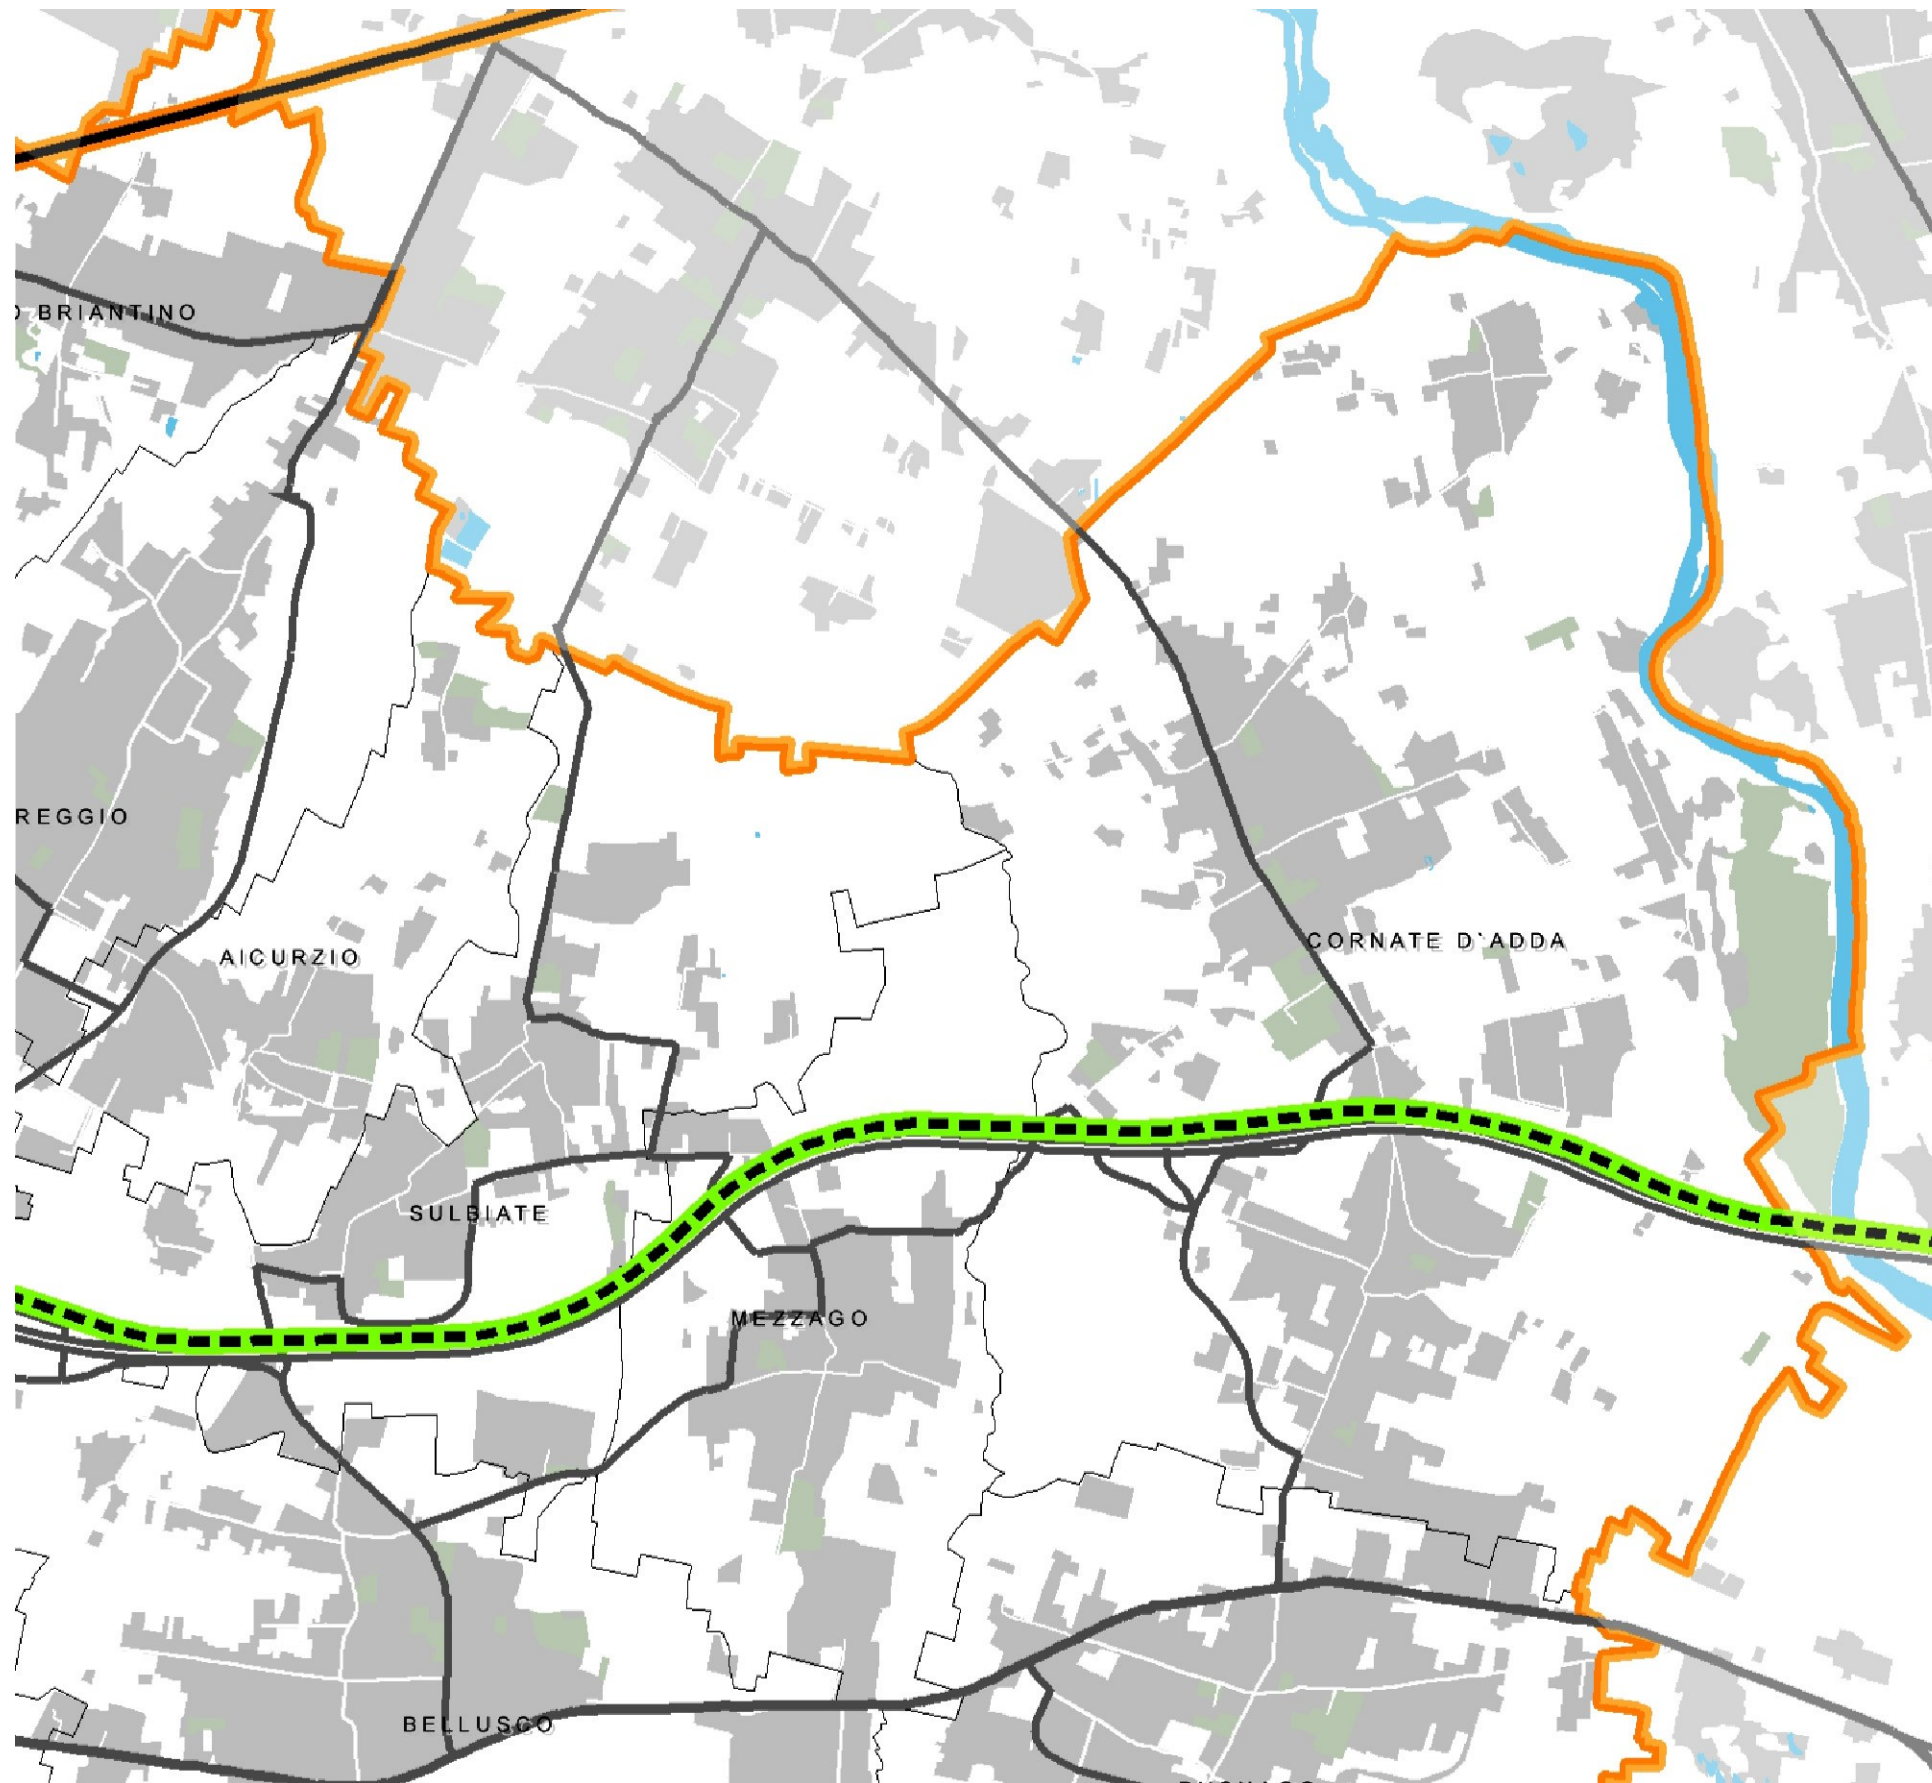 BRIANTINO
REGGIO
AICURZIO
CORNATE D'ADDA
SULBIATE
MEZZAGO
BELLUSCO